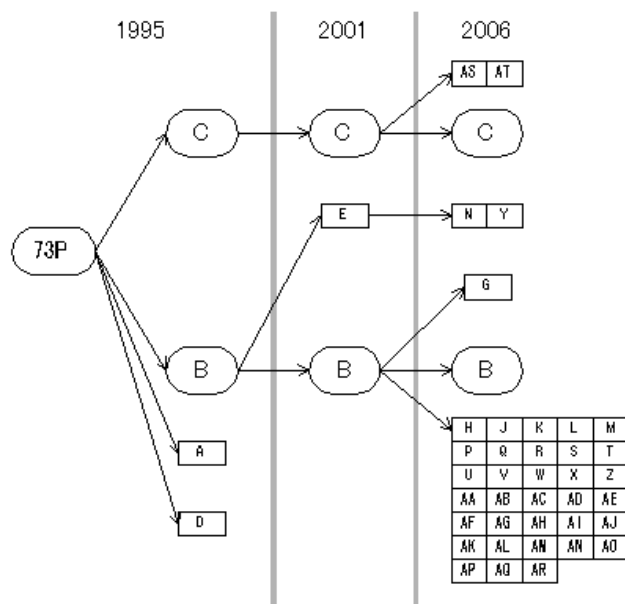 1995 2001 2006
AS AT
C C C
E N Y
73P
G
B B B
H J K L M
A P Q R S T
U V W X Z
AA AB AC AD AE
D AF AG AH AI AJ
AK AL AM AN AO
AP AQ AR